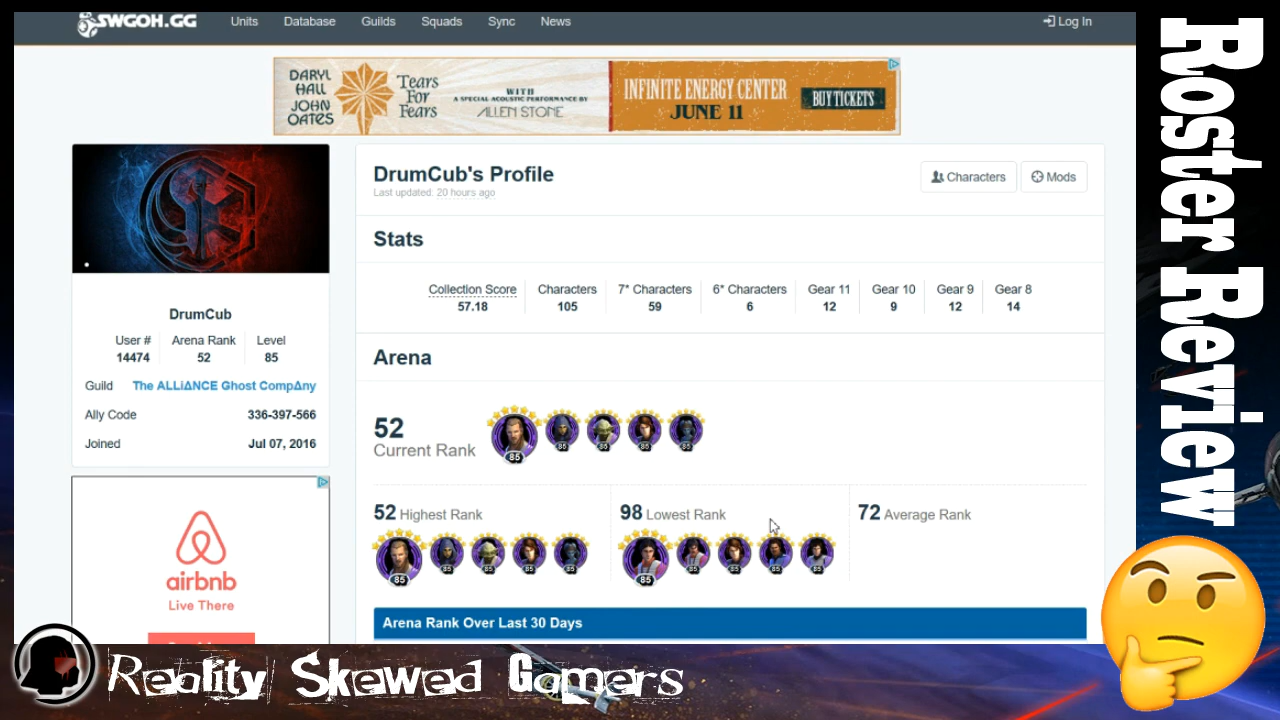 SWGOH.GG
Units Database Guilds Squads Sync News Log In
DARYL HALL JOHN OATES
Tears For Fears
WITH
A SPECIAL ACOUSTIC PERFORMANCE BY
ALLEN STONE
INFINITE ENERGY CENTER
JUNE 11
BUY TICKETS
DrumCub's Profile
Last updated: 20 hours ago
Characters Mods
Stats
Collection Score Characters 7* Characters 6* Characters Gear 11 Gear 10 Gear 9 Gear 8
57.18 105 59 6 12 9 12 14
DrumCub
User # Arena Rank Level
14474 52 85
Guild The ALLiΔNCE Ghost CompΔny
Ally Code 336-397-566
Joined Jul 07, 2016
Arena
52
Current Rank
85 85 85 85 85
52 Highest Rank 98 Lowest Rank 72 Average Rank
85 85 85 85 85 85 85 85 85 85
Arena Rank Over Last 30 Days
airbnb
Live There
Roster Review
Reality Skewed Gamers